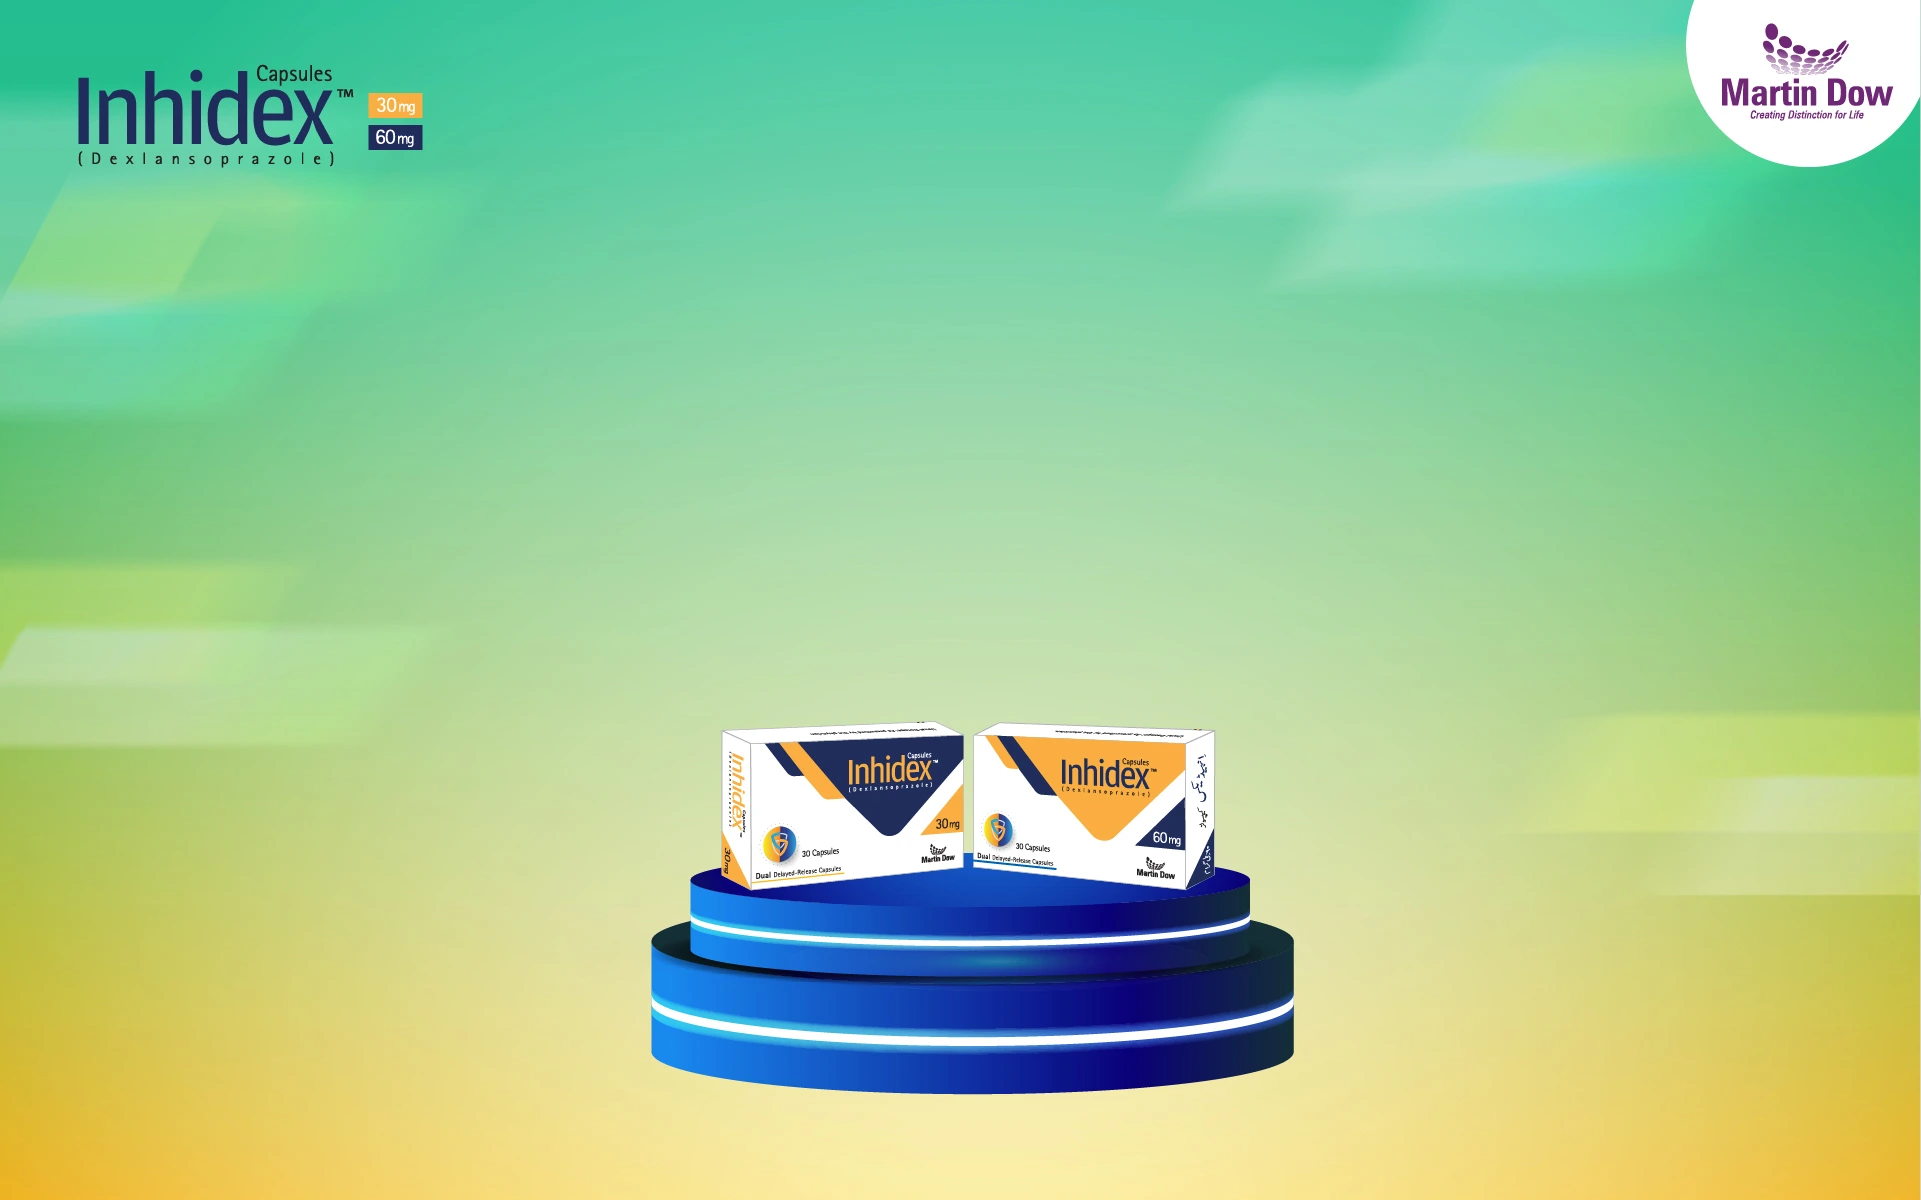 Capsules
Inhidex™
(Dexlansoprazole)
30mg
60mg
Martin Dow
Creating Distinction for Life
Inhidex
Capsules
30mg
Capsules
Inhidex™
(Dexlansoprazole)
30mg
30 Capsules
Dual Delayed-Release Capsules
Martin Dow
Capsules
Inhidex™
(Dexlansoprazole)
60mg
30 Capsules
Dual Delayed-Release Capsules
Martin Dow